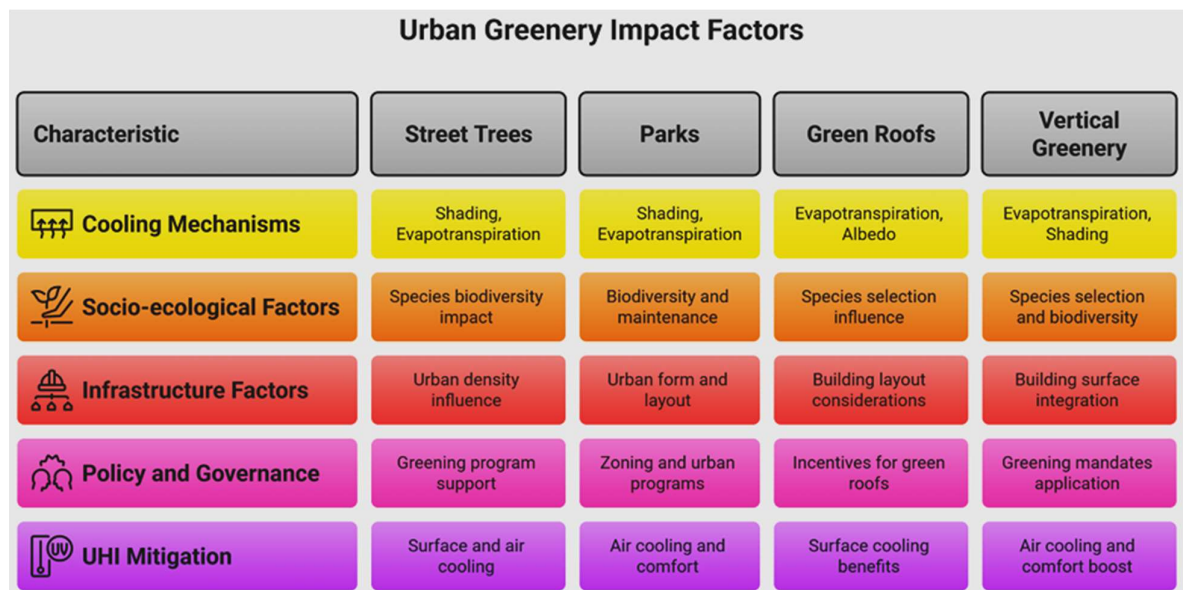 Urban Greenery Impact Factors
Characteristic
Street Trees
Parks
Green Roofs
Vertical
Greenery
Cooling Mechanisms
Shading,
Evapotranspiration
Shading,
Evapotranspiration
Evapotranspiration,
Albedo
Evapotranspiration,
Shading
Socio-ecological Factors
Species biodiversity
impact
Biodiversity and
maintenance
Species selection
influence
Species selection
and biodiversity
Infrastructure Factors
Urban density
influence
Urban form and
layout
Building layout
considerations
Building surface
integration
Policy and Governance
Greening program
support
Zoning and urban
programs
Incentives for green
roofs
Greening mandates
application
UV
UHI Mitigation
Surface and air
cooling
Air cooling and
comfort
Surface cooling
benefits
Air cooling and
comfort boost